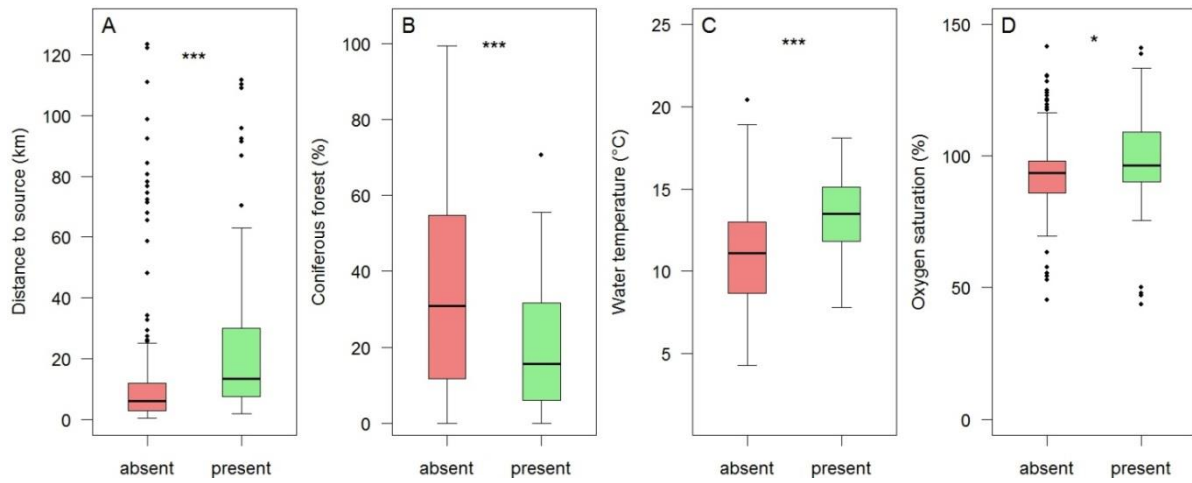 A
***
Distance to source (km)
120
100
80
60
40
20
0
absent present
B
***
Coniferous forest (%)
100
80
60
40
20
0
absent present
C
***
Water temperature (°C)
25
20
15
10
5
absent present
D
*
Oxygen saturation (%)
150
100
50
0
absent present